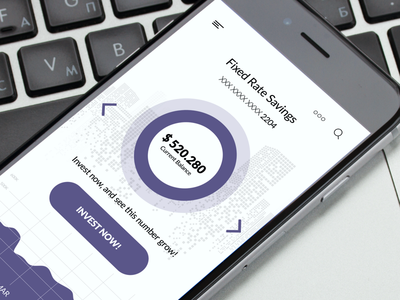 Fixed Rate Savings
XXX.XXXX.XXXX.2204
$ 520.280
Current Balance
Invest now, and see this number grow!
INVEST NOW!
MAR